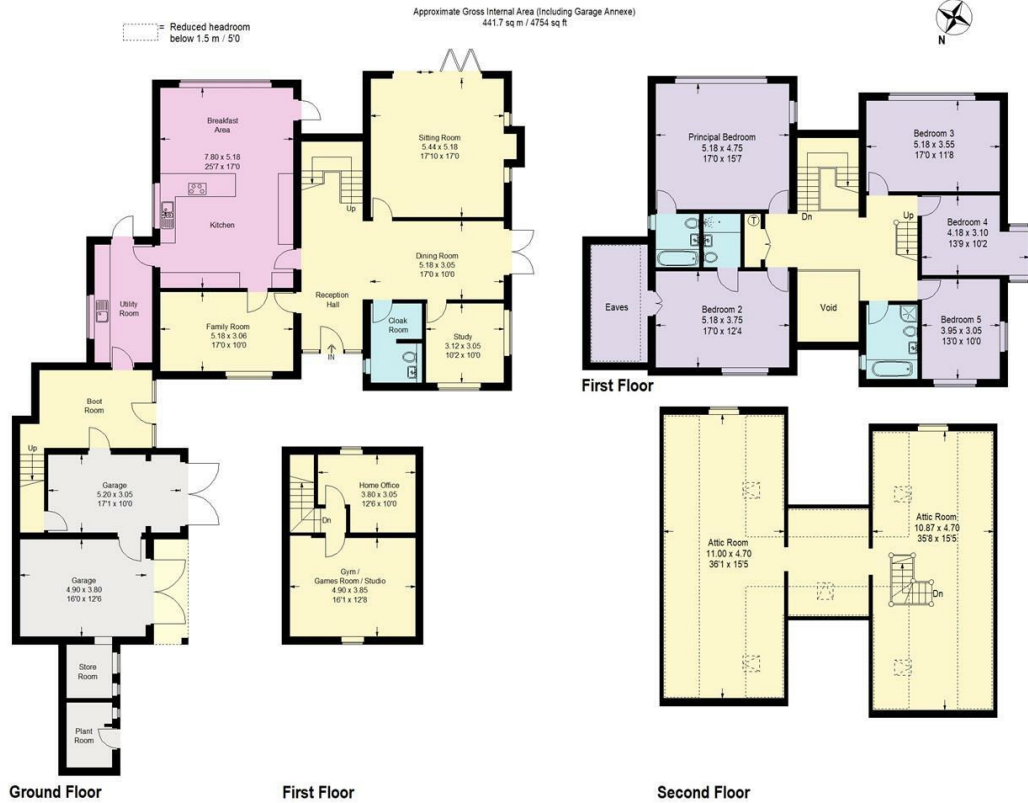 Approximate Gross Internal Area (Including Garage Annexe)
441.7 sq m / 4754 sq ft
= Reduced headroom
below 1.5 m / 5'0
N
Breakfast
Area
7.80 x 5.18
25'7 x 17'0
Kitchen
Sitting Room
5.44 x 5.18
17'10 x 17'0
Up
Dining Room
5.18 x 3.05
17'0 x 10'0
Utility
Room
Family Room
5.18 x 3.06
17'0 x 10'0
Reception
Hall
IN
Cloak
Room
Study
3.12 x 3.05
10'2 x 10'0
Boot
Room
Up
Garage
5.20 x 3.05
17'1 x 10'0
Garage
4.90 x 3.80
16'0 x 12'6
Store
Room
Plant
Room
Ground Floor
Home Office
3.80 x 3.05
12'6 x 10'0
Dn
Gym /
Games Room / Studio
4.90 x 3.85
16'1 x 12'8
First Floor
Principal Bedroom
5.18 x 4.75
17'0 x 15'7
Bedroom 3
5.18 x 3.55
17'0 x 11'8
T
Dn
Up
Bedroom 4
4.18 x 3.10
13'9 x 10'2
Eaves
Bedroom 2
5.18 x 3.75
17'0 x 12'4
Void
Bedroom 5
3.95 x 3.05
13'0 x 10'0
First Floor
Attic Room
11.00 x 4.70
36'1 x 15'5
Attic Room
10.87 x 4.70
35'8 x 15'5
Dn
Second Floor